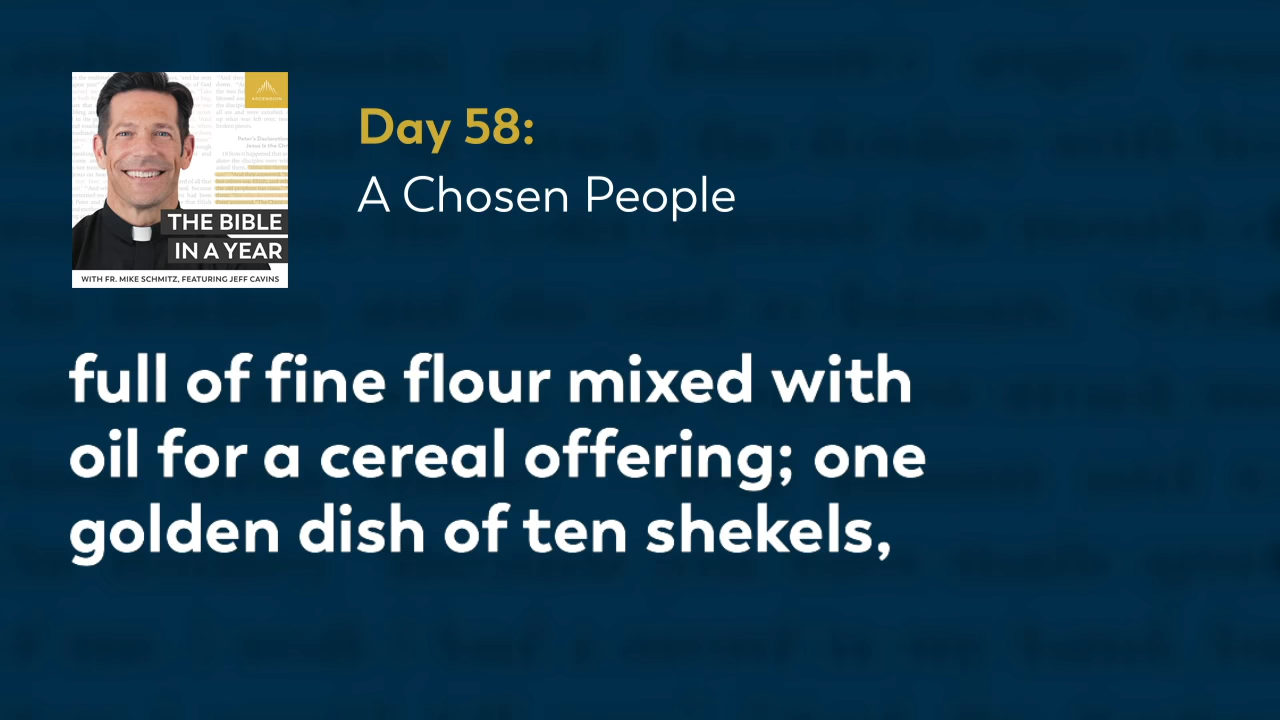 Day 58:
A Chosen People
ASCENSION
THE BIBLE
IN A YEAR
WITH FR. MIKE SCHMITZ, FEATURING JEFF CAVINS
full of fine flour mixed with
oil for a cereal offering; one
golden dish of ten shekels,